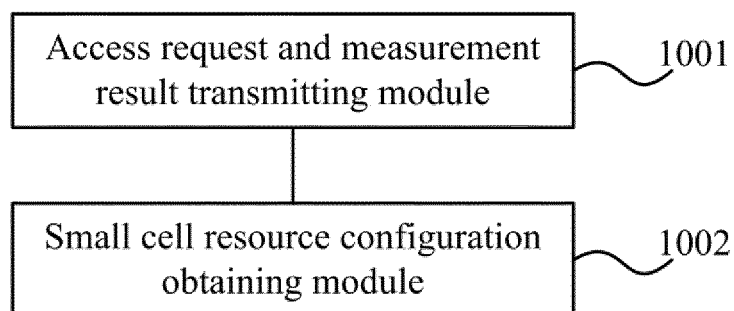 Access request and measurement
result transmitting module
1001
Small cell resource configuration
obtaining module
1002